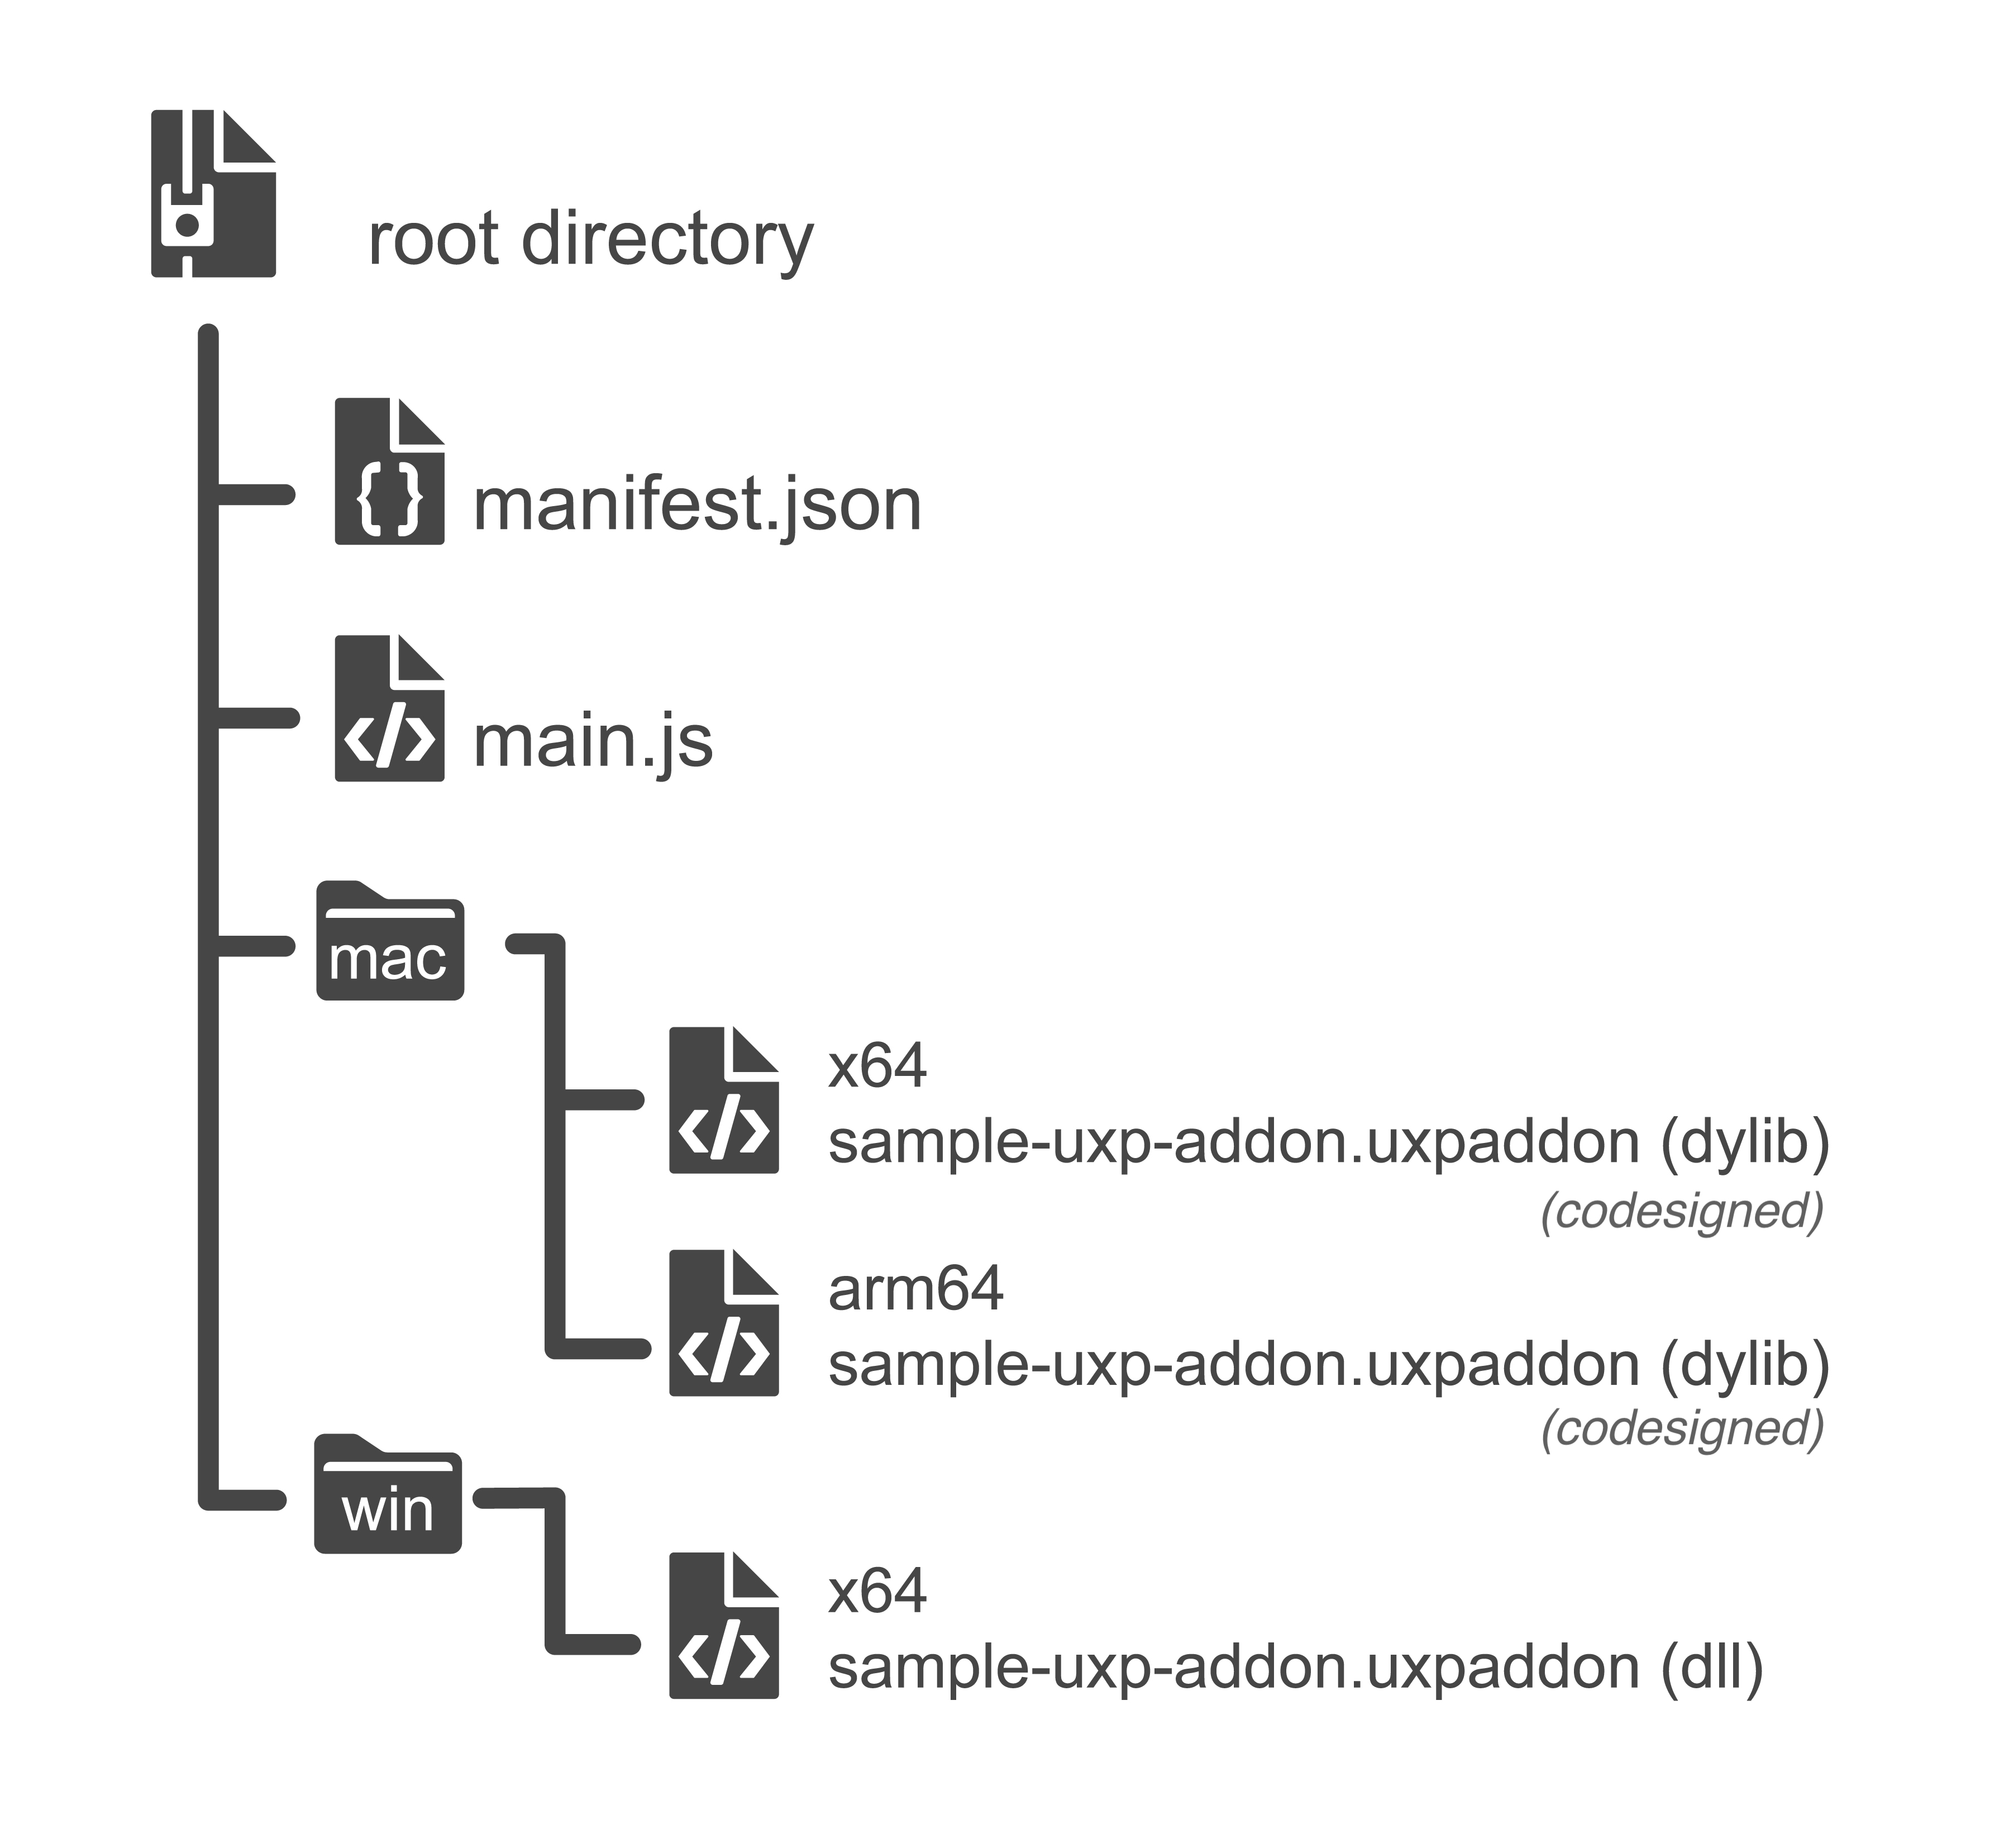 root directory
manifest.json
main.js
mac
x64
sample-uxp-addon.uxpaddon (dylib)
(codesigned)
arm64
sample-uxp-addon.uxpaddon (dylib)
(codesigned)
win
x64
sample-uxp-addon.uxpaddon (dll)